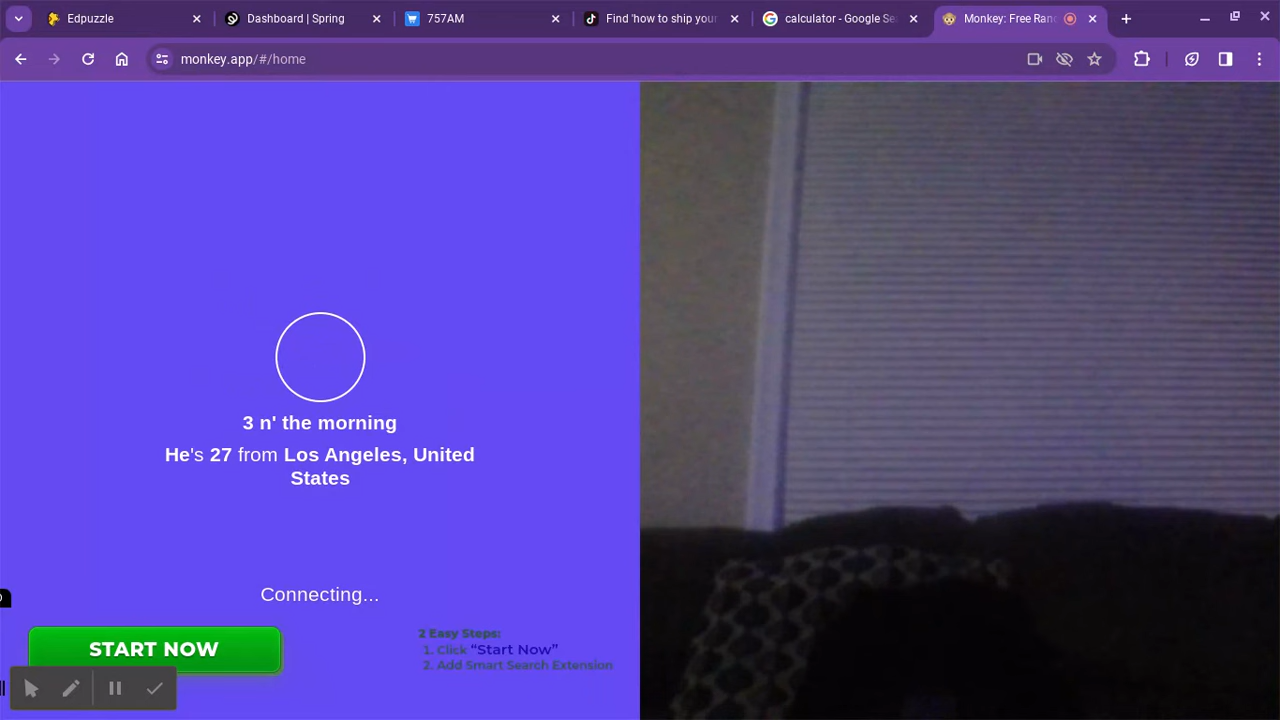 Edpuzzle
Dashboard | Spring
757AM
Find 'how to ship your
calculator - Google Se
Monkey: Free Ran
monkey.app/#/home
3 n' the morning
He's 27 from Los Angeles, United
States
Connecting...
START NOW
2 Easy Steps:
1. Click “Start Now”
2. Add Smart Search Extension